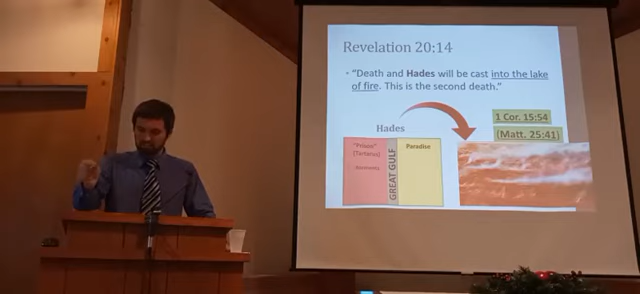 Revelation 20:14
• "Death and Hades will be cast into the lake
of fire. This is the second death."
Hades
1 Cor. 15:54
(Matt. 25:41)
"Prison"
(Tartarus)
GREAT GULF
Paradise